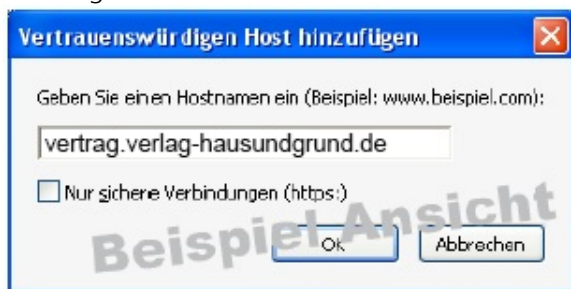 Vertrauenswürdigen Host hinzufügen
Geben Sie einen Hostnamen ein (Beispiel: www.beispiel.com):
vertrag.verlag-hausundgrund.de
Nur sichere Verbindungen (https:)
Beispiel Ansicht
OK Abbrechen